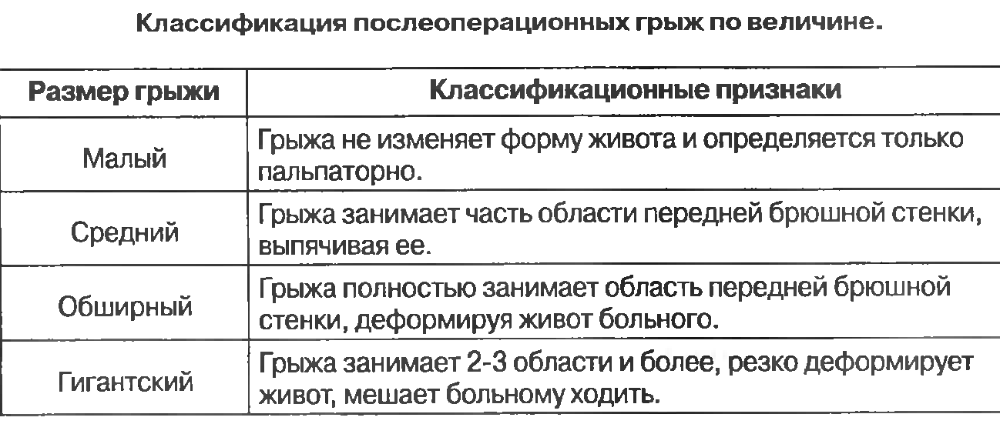 Классификация послеоперационных грыж по величине.
Размер грыжи
Классификационные признаки
Малый
Грыжа не изменяет форму живота и определяется только
пальпаторно.
Средний
Грыжа занимает часть области передней брюшной стенки,
выпячивая ее.
Обширный
Грыжа полностью занимает область передней брюшной
стенки, деформируя живот больного.
Гигантский
Грыжа занимает 2-3 области и более, резко деформирует
живот, мешает больному ходить.